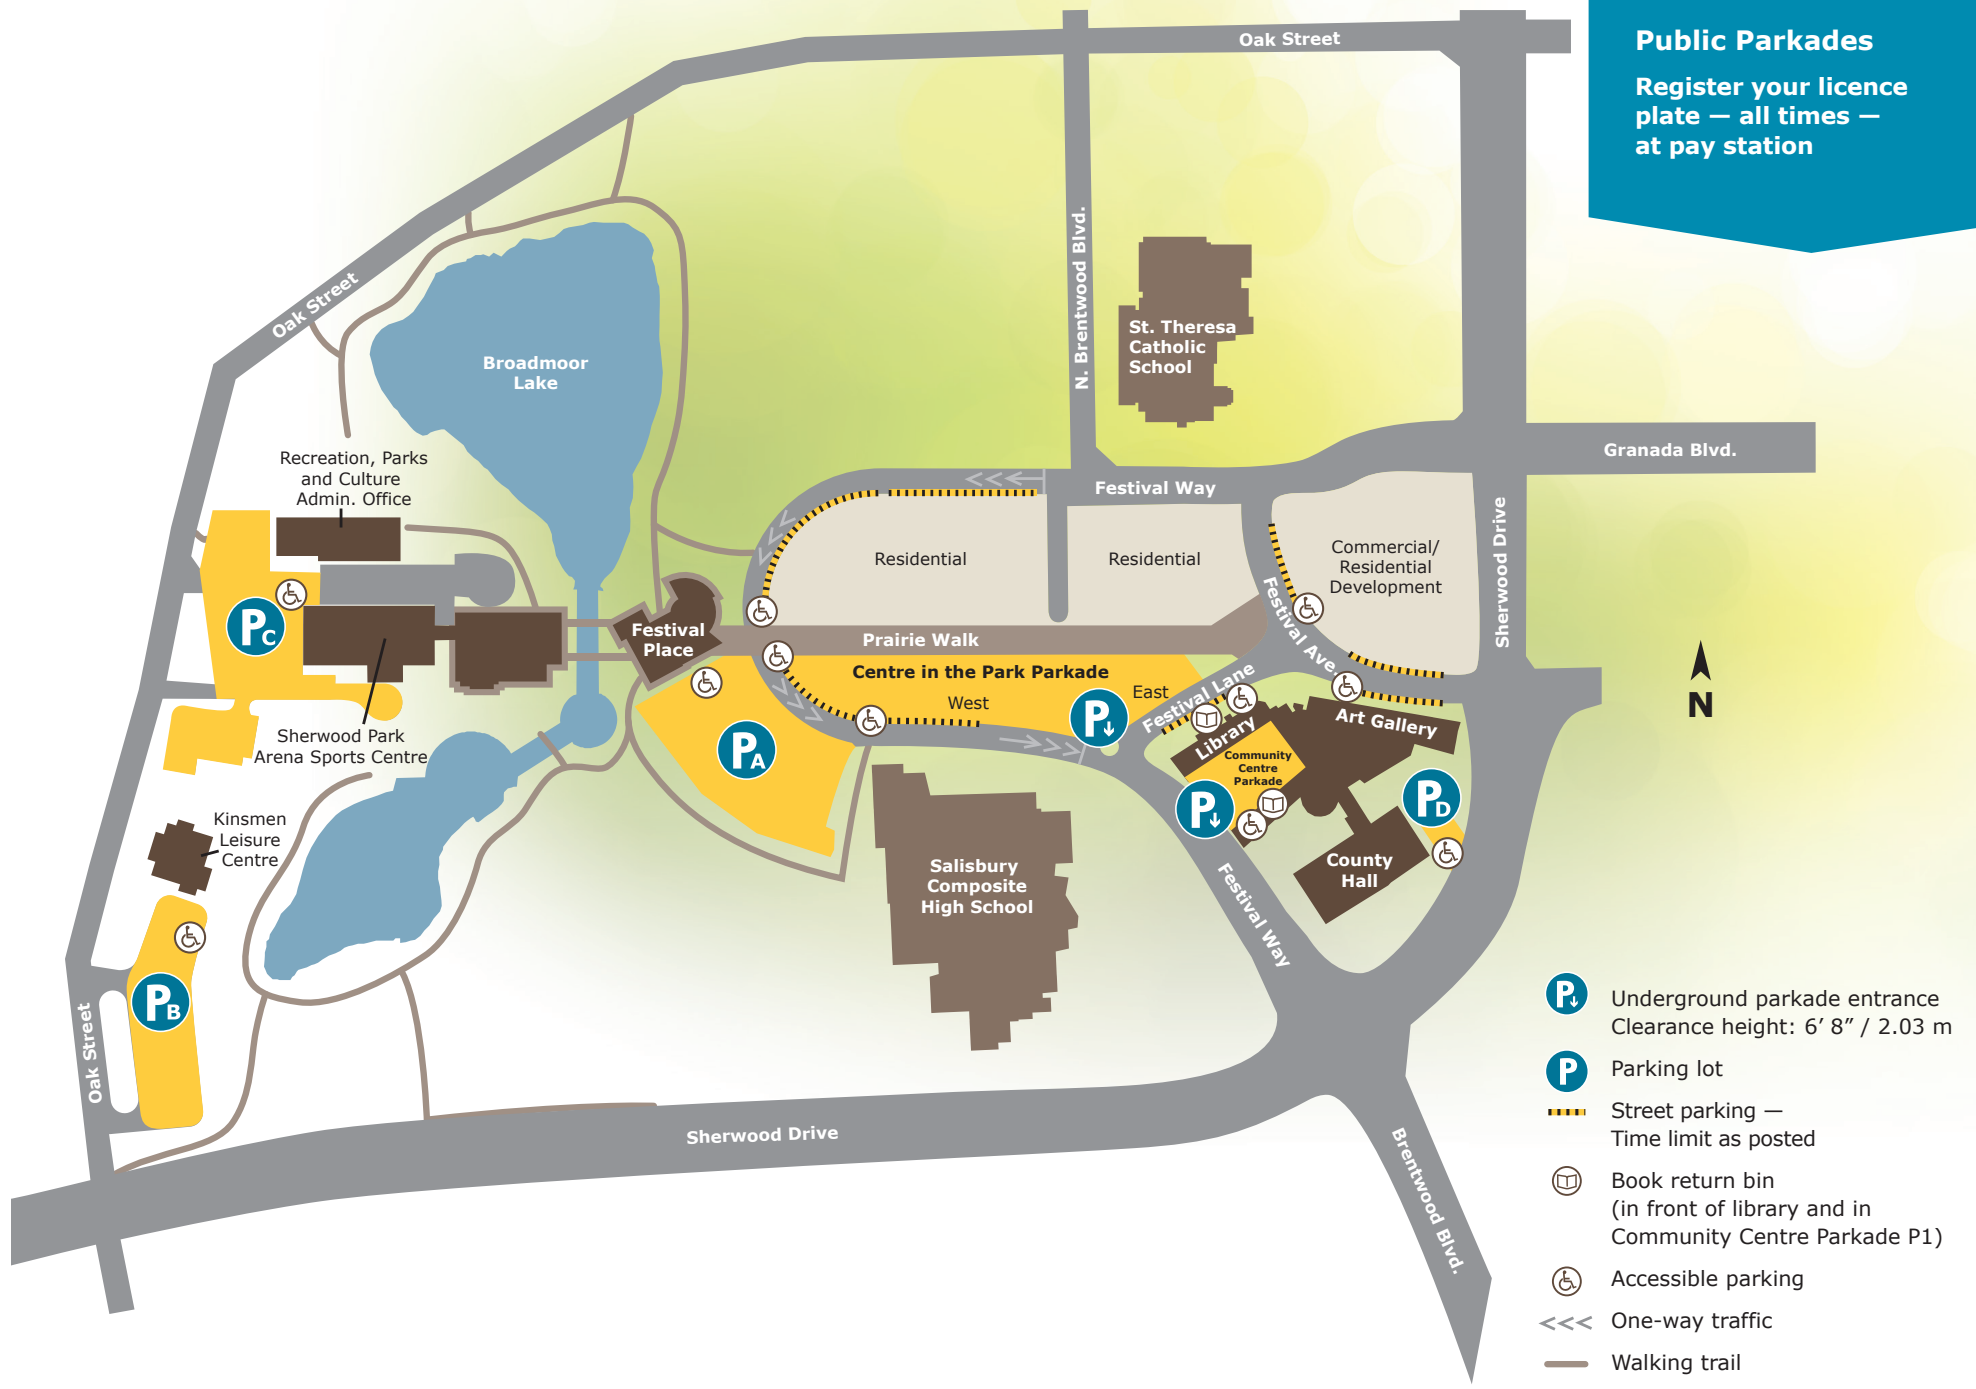 Public Parkades
Register your licence
plate — all times —
at pay station
Oak Street
Oak Street
N. Brentwood Blvd.
St. Theresa
Catholic
School
Broadmoor
Lake
Granada Blvd.
Recreation, Parks
and Culture
Admin. Office
Festival Way
Residential
Residential
Commercial/
Residential
Development
Sherwood Drive
Festival Ave.
PC
Festival
Place
Prairie Walk
Centre in the Park Parkade
West
East
Festival Lane
P
PA
Library
Art Gallery
Community
Centre
Parkade
P
PD
N
Sherwood Park
Arena Sports Centre
Kinsmen
Leisure
Centre
Salisbury
Composite
High School
County
Hall
Festival Way
PB
Oak Street
Sherwood Drive
Brentwood Blvd.
P
Underground parkade entrance
Clearance height: 6’ 8” / 2.03 m
P
Parking lot
Street parking —
Time limit as posted
Book return bin
(in front of library and in
Community Centre Parkade P1)
Accessible parking
One-way traffic
Walking trail